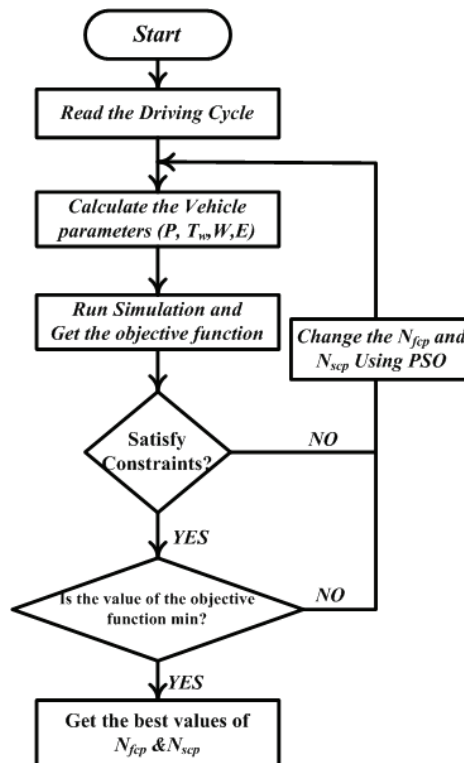 Start
Read the Driving Cycle
Calculate the Vehicle
parameters (P, Tw,W,E)
Run Simulation and
Get the objective function
Change the Nfcp and
Nscp Using PSO
Satisfy
Constraints?
NO
YES
Is the value of the objective
function min?
NO
YES
Get the best values of
Nfcp &Nscp